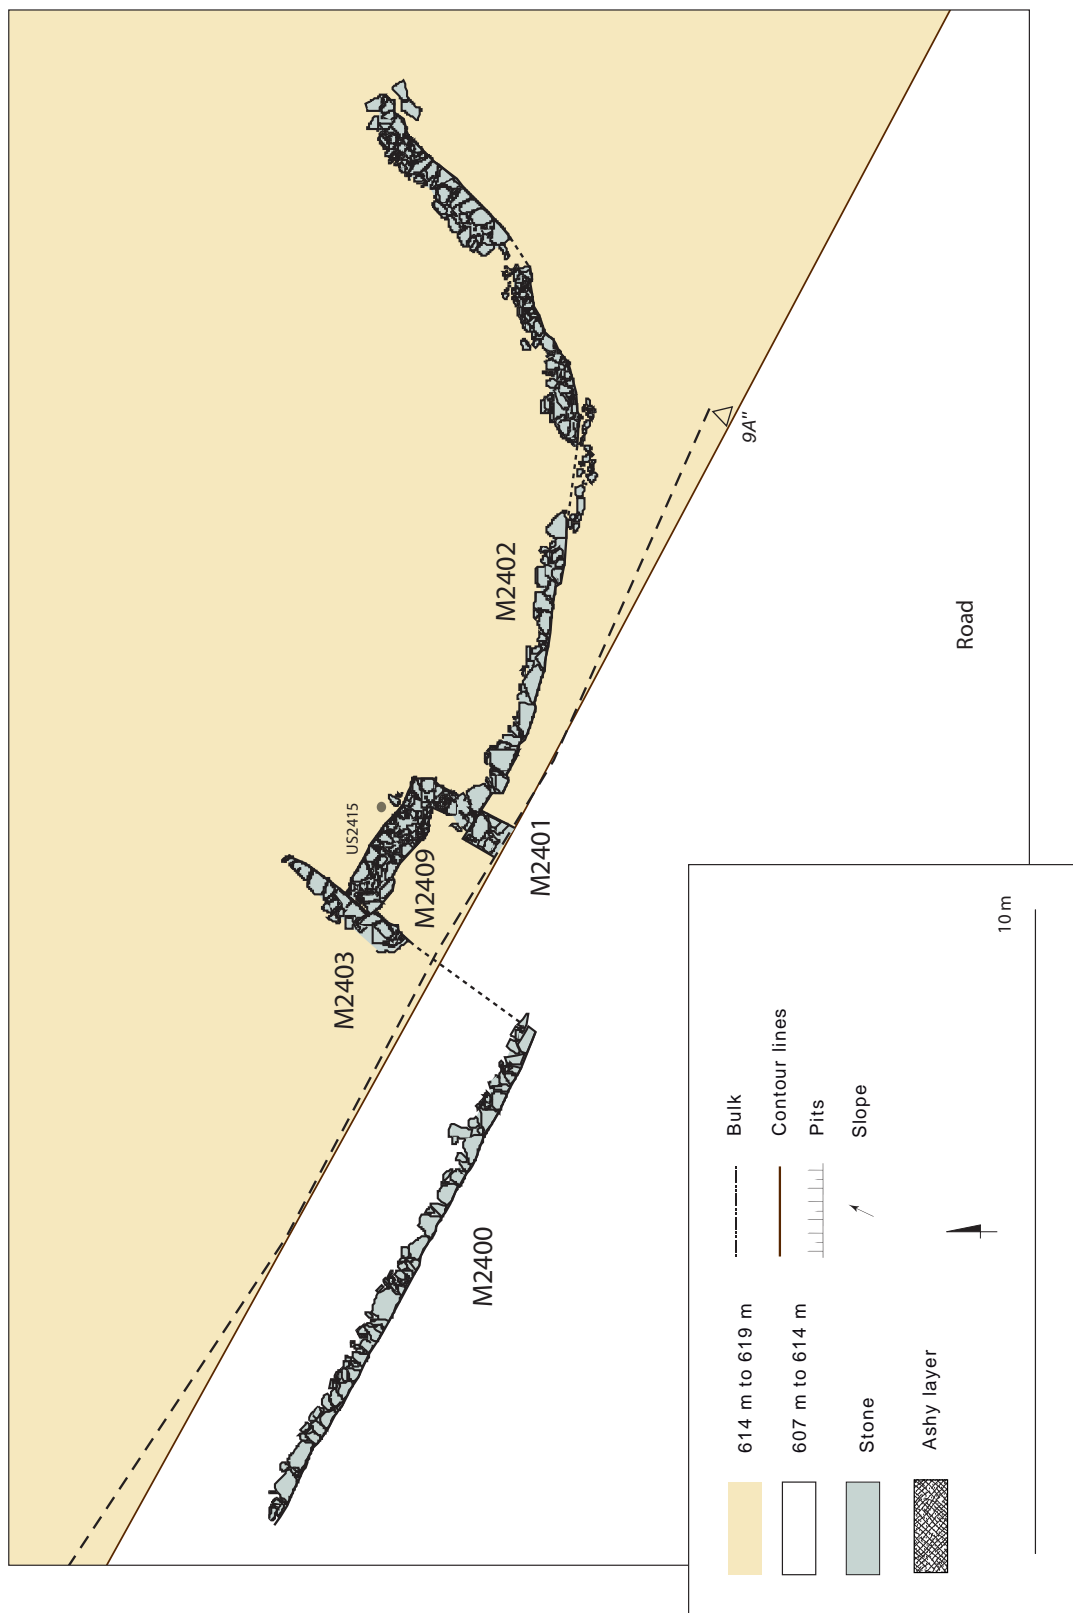 M2402
9A"
Road
US2415
M2409
M2401
M2403
M2400
10 m
Bulk
Contour lines
Pits
Slope
614 m to 619 m
607 m to 614 m
Stone
Ashy layer